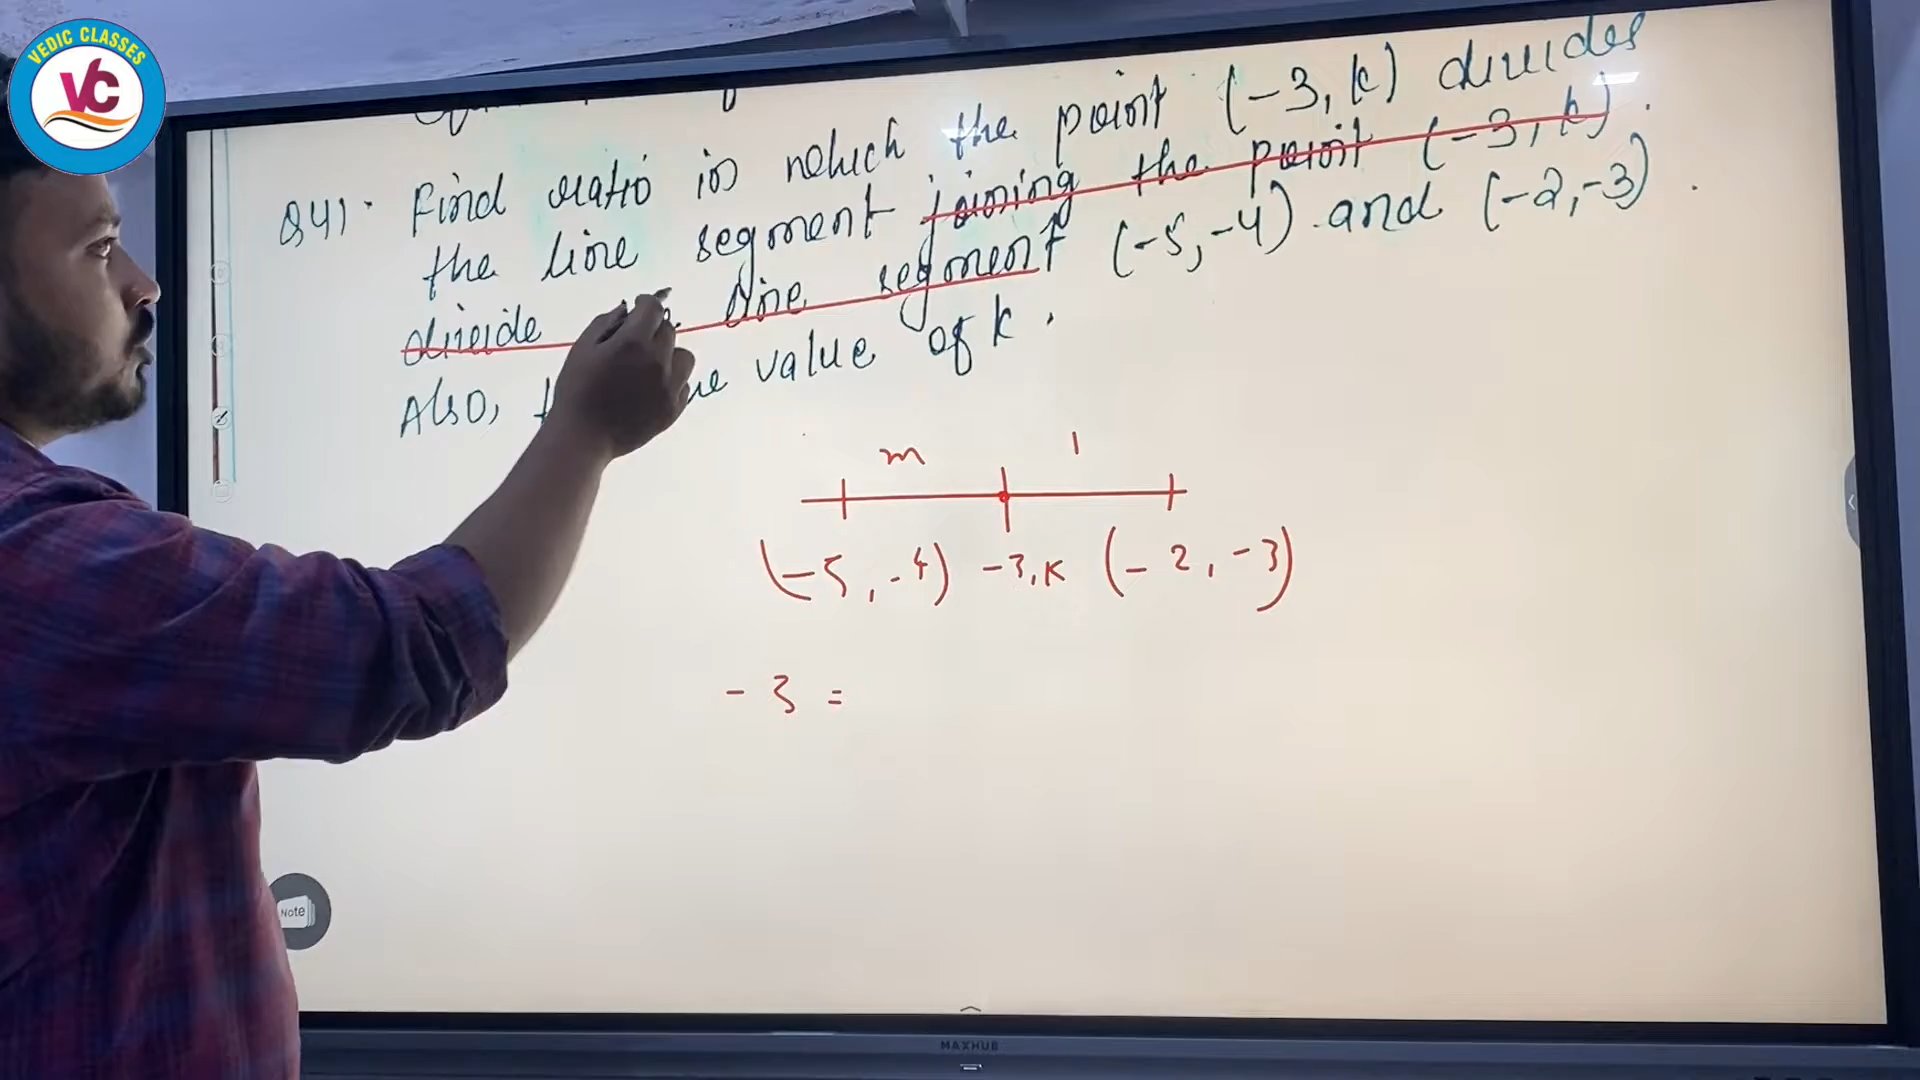 VEDIC CLASSES
VC
Q41. Find ratio in which the point (-3, k) divides
the line segment joining the point (-3, k).
divide line segment (-5, -4) and (-2, -3).
Also, value of k.
m 1
(-5, -4) -3, K (-2, -3)
- 3 =
Note
MAXHUB